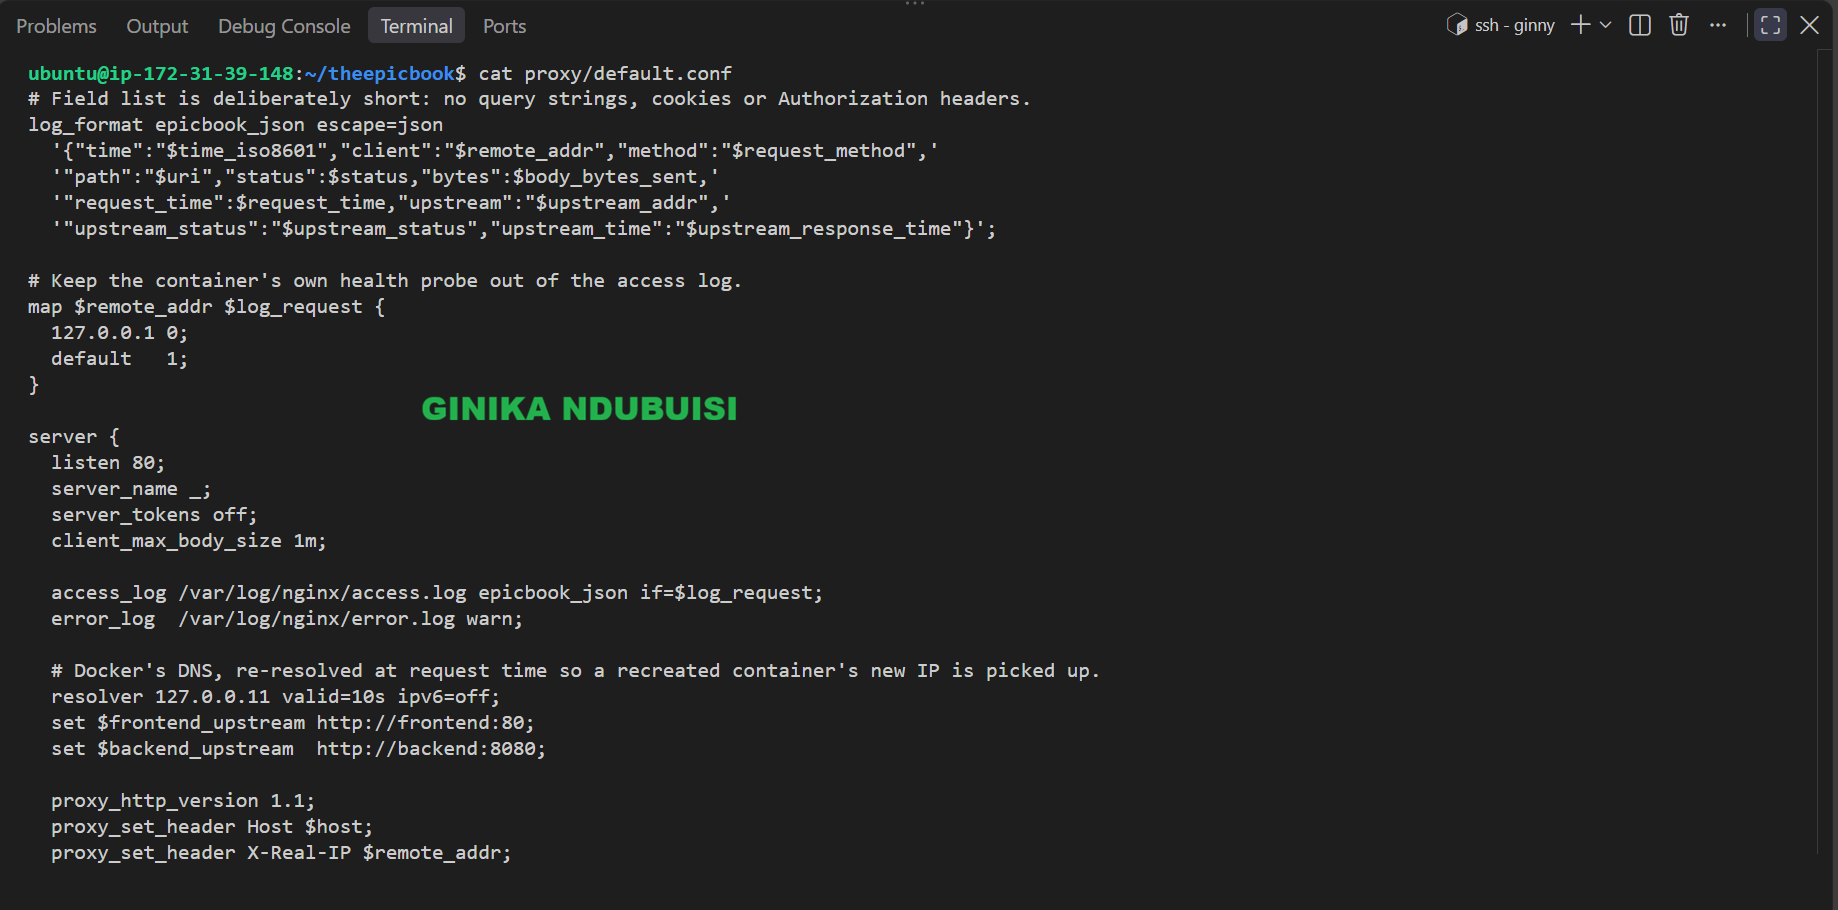 Problems Output Debug Console Terminal Ports ssh - ginny
ubuntu@ip-172-31-39-148:~/theepicbook$ cat proxy/default.conf
# Field list is deliberately short: no query strings, cookies or Authorization headers.
log_format epicbook_json escape=json
  '{"time":"$time_iso8601","client":"$remote_addr","method":"$request_method",'
  '"path":"$uri","status":$status,"bytes":$body_bytes_sent,'
  '"request_time":$request_time,"upstream":"$upstream_addr",'
  '"upstream_status":"$upstream_status","upstream_time":"$upstream_response_time"}';

# Keep the container's own health probe out of the access log.
map $remote_addr $log_request {
  127.0.0.1 0;
  default   1;
}
GINIKA NDUBUISI
server {
  listen 80;
  server_name _;
  server_tokens off;
  client_max_body_size 1m;

  access_log /var/log/nginx/access.log epicbook_json if=$log_request;
  error_log  /var/log/nginx/error.log warn;

  # Docker's DNS, re-resolved at request time so a recreated container's new IP is picked up.
  resolver 127.0.0.11 valid=10s ipv6=off;
  set $frontend_upstream http://frontend:80;
  set $backend_upstream  http://backend:8080;

  proxy_http_version 1.1;
  proxy_set_header Host $host;
  proxy_set_header X-Real-IP $remote_addr;